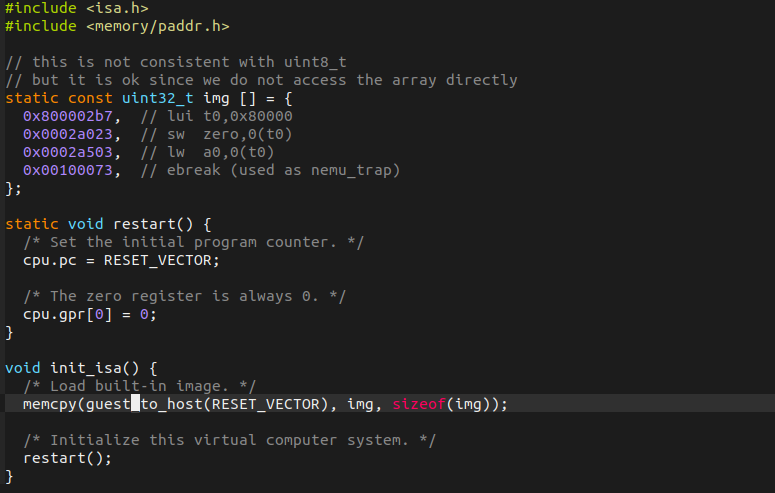 #include <isa.h>
#include <memory/paddr.h>

// this is not consistent with uint8_t
// but it is ok since we do not access the array directly
static const uint32_t img [] = {
  0x800002b7,  // lui t0,0x80000
  0x0002a023,  // sw  zero,0(t0)
  0x0002a503,  // lw  a0,0(t0)
  0x00100073,  // ebreak (used as nemu_trap)
};

static void restart() {
  /* Set the initial program counter. */
  cpu.pc = RESET_VECTOR;

  /* The zero register is always 0. */
  cpu.gpr[0] = 0;
}

void init_isa() {
  /* Load built-in image. */
  memcpy(guest_to_host(RESET_VECTOR), img, sizeof(img));

  /* Initialize this virtual computer system. */
  restart();
}